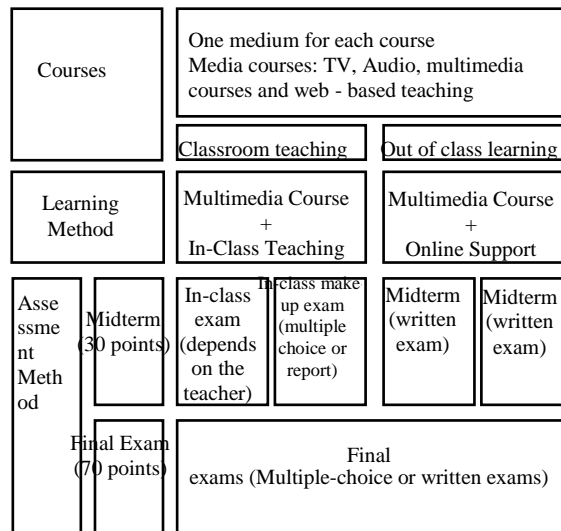 Courses
One medium for each course
Media courses: TV, Audio, multimedia
courses and web - based teaching
Classroom teaching
Out of class learning
Learning
Method
Multimedia Course
+
In-Class Teaching
Multimedia Course
+
Online Support
Asse
ssme
nt
Meth
od
Midterm
(30 points)
In-class
exam
(depends
on the
teacher)
In-class make
up exam
(multiple
choice or
report)
Midterm
(written
exam)
Midterm
(written
exam)
Final Exam
(70 points)
Final
exams (Multiple-choice or written exams)